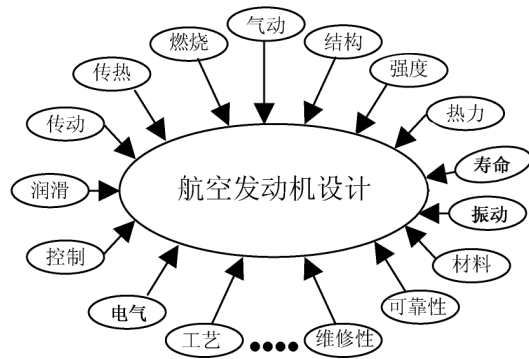 气动
结构
强度
热力
寿命
振动
材料
可靠性
维修性
工艺
电气
控制
润滑
传动
传热
燃烧
航空发动机设计